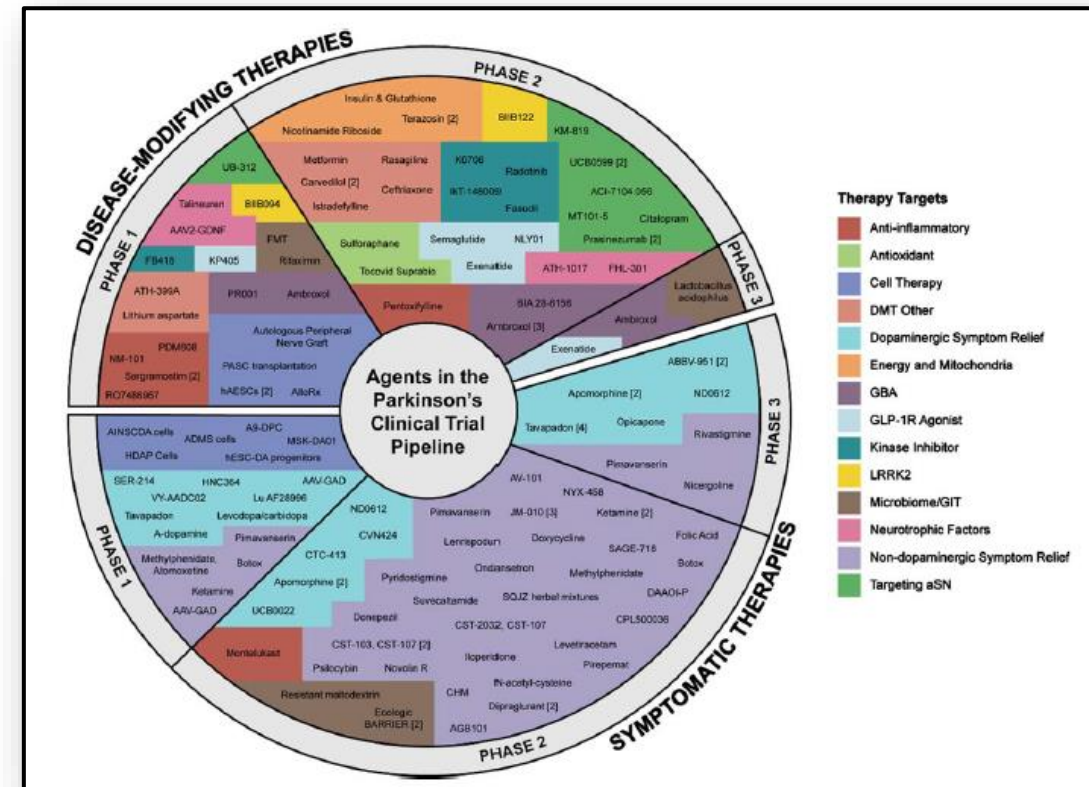 DISEASE-MODIFYING THERAPIES
PHASE 1
PHASE 2
PHASE 3
UB-312
Talineuren
BIIB094
AAV2-GDNF
FMT
Rifaximin
FB418
KP405
ATH-399A
Lithium aspartate
PR001
Ambroxol
PDM608
NM-101
Sargramostim [2]
RO7486967
Autologous Peripheral
Nerve Graft
PASC transplantation
hAESCs [2]
AlloRx
Insulin & Glutathione
Terazosin [2]
Nicotinamide Riboside
BIIB122
KM-819
Metformin
Rasagiline
Carvedilol [2]
Ceftriaxone
Istradefylline
K0706
Radotinib
IkT-148009
Fasudil
UCB0599 [2]
ACI-7104.056
MT101-5
Citalopram
Prasinezumab [2]
Sulforaphane
Tocovid Suprabio
Semaglutide
NLY01
Exenatide
ATH-1017
FHL-301
Pentoxifylline
BIA 28-6156
Ambroxol [3]
Lactobacillus
acidophilus
Ambroxol
Exenatide
Agents in the
Parkinson's
Clinical Trial
Pipeline
SYMPTOMATIC THERAPIES
PHASE 3
ABBV-951 [2]
Apomorphine [2]
ND0612
Tavapadon [4]
Opicapone
Rivastigmine
Pimavanserin
Nicergoline
PHASE 1
AINSCDA cells
ADMS cells
A9-DPC
MSK-DA01
HDAP Cells
hESC-DA progenitors
SER-214
HNC364
AAV-GAD
VY-AADC02
Lu AF28996
Tavapadon
Levodopa/carbidopa
A-dopamine
Pimavanserin
Methylphenidate,
Atomoxetine
Botox
Ketamine
AAV-GAD
PHASE 2
ND0612
CVN424
CTC-413
Apomorphine [2]
UCB0022
Montelukast
Resistant maltodextrin
Ecologic
BARRIER [2]
AV-101
NYX-458
Pimavanserin
JM-010 [3]
Ketamine [2]
Lemspodun
Doxycycline
SAGE-718
Folic Acid
Botox
Ondansetron
Methylphenidate
Pyridostigmine
Suvecaltamide
SQJZ herbal mixtures
DAAOI-P
Donepezil
CST-2032, CST-107
CPL500036
CST-103, CST-107 [2]
Iloperidone
Levetiracetam
Pirepemat
Psilocybin
Novolin R
N-acetyl-cysteine
CHM
Dipraglurant [2]
AGB101
Therapy Targets
Anti-inflammatory
Antioxidant
Cell Therapy
DMT Other
Dopaminergic Symptom Relief
Energy and Mitochondria
GBA
GLP-1R Agonist
Kinase Inhibitor
LRRK2
Microbiome/GIT
Neurotrophic Factors
Non-dopaminergic Symptom Relief
Targeting aSN